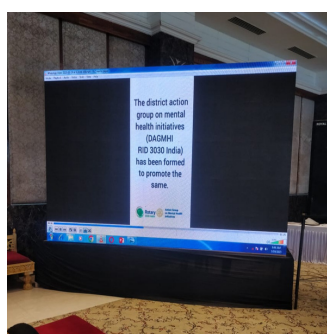 The district action
group on mental
health initiatives
(DAGMHI
RID 3030 India)
has been formed
to promote the
same.
Rotary